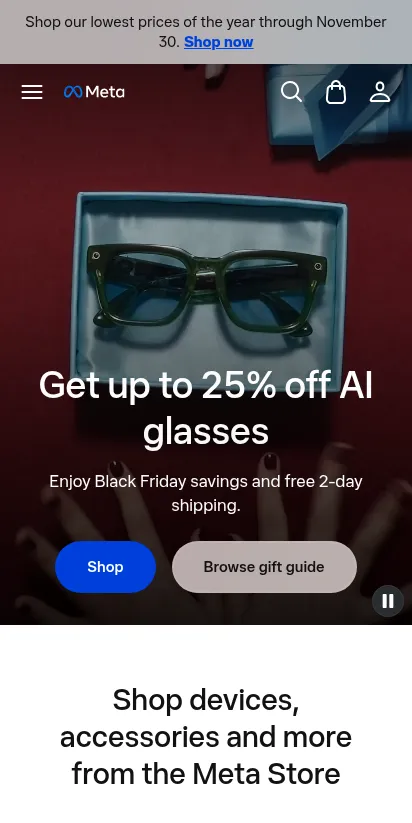 Shop our lowest prices of the year through November
30. Shop now
Meta
Get up to 25% off AI
glasses
Enjoy Black Friday savings and free 2-day
shipping.
Shop
Browse gift guide
Shop devices,
accessories and more
from the Meta Store